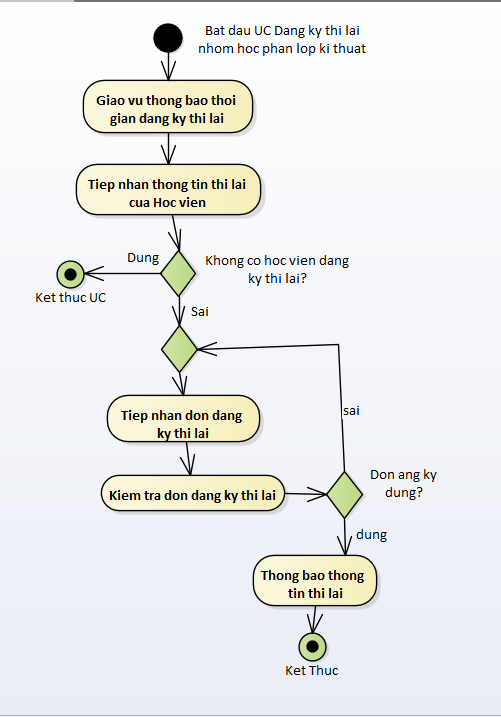 Bat dau UC Dang ky thi lai
nhom hoc phan lop ki thuat
Giao vu thong bao thoi
gian dang ky thi lai
Tiep nhan thong tin thi lai
cua Hoc vien
Dung
Khong co hoc vien dang
ky thi lai?
Ket thuc UC
Sai
Tiep nhan don dang
ky thi lai
sai
Kiem tra don dang ky thi lai
Don ang ky
dung?
dung
Thong bao thong
tin thi lai
Ket Thuc